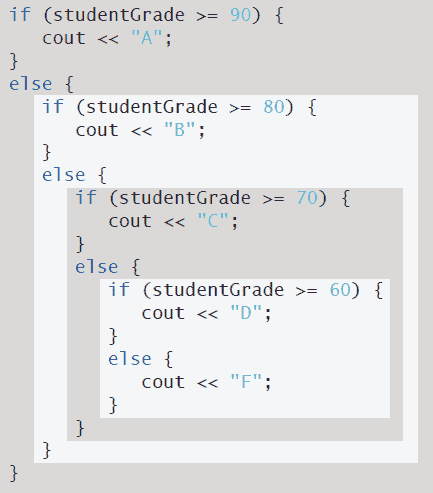 if (studentGrade >= 90) {
   cout << "A";
}
else {
   if (studentGrade >= 80) {
      cout << "B";
   }
   else {
      if (studentGrade >= 70) {
         cout << "C";
      }
      else {
         if (studentGrade >= 60) {
            cout << "D";
         }
         else {
            cout << "F";
         }
      }
   }
}